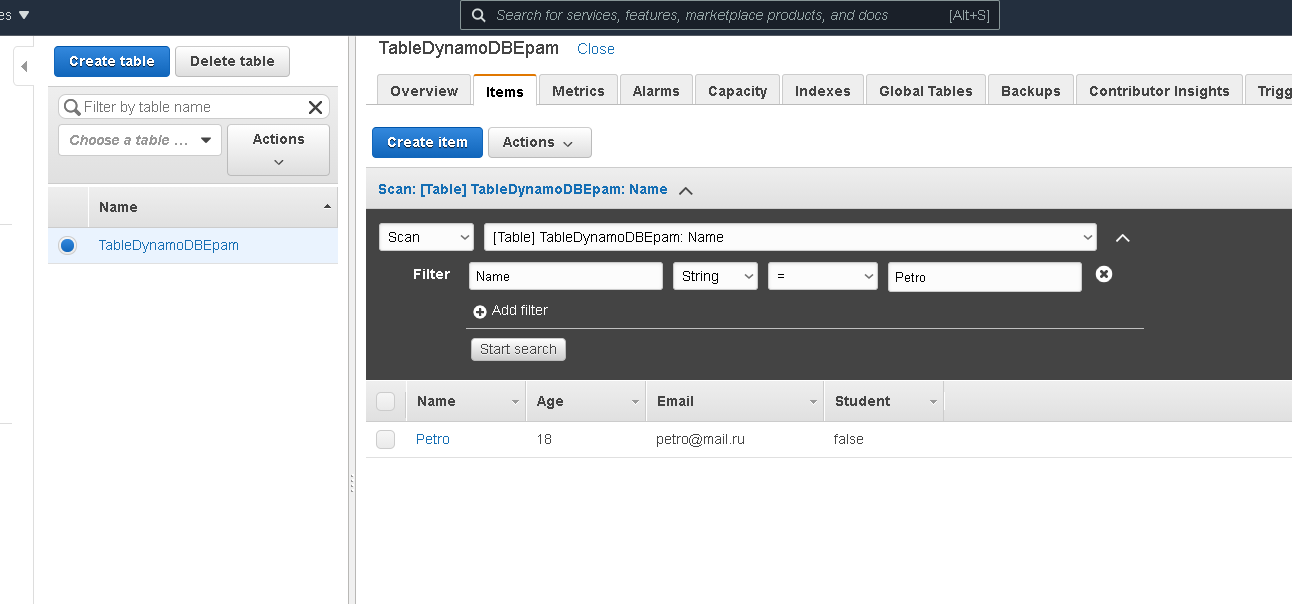 es
Search for services, features, marketplace products, and docs [Alt+S]
Create table Delete table
Filter by table name
Choose a table ... Actions
Name
TableDynamoDBEpam
TableDynamoDBEpam Close
Overview Items Metrics Alarms Capacity Indexes Global Tables Backups Contributor Insights Trigg
Create item Actions
Scan: [Table] TableDynamoDBEpam: Name
Scan [Table] TableDynamoDBEpam: Name
Filter Name String = Petro
Add filter
Start search
Name Age Email Student
Petro 18 petro@mail.ru false